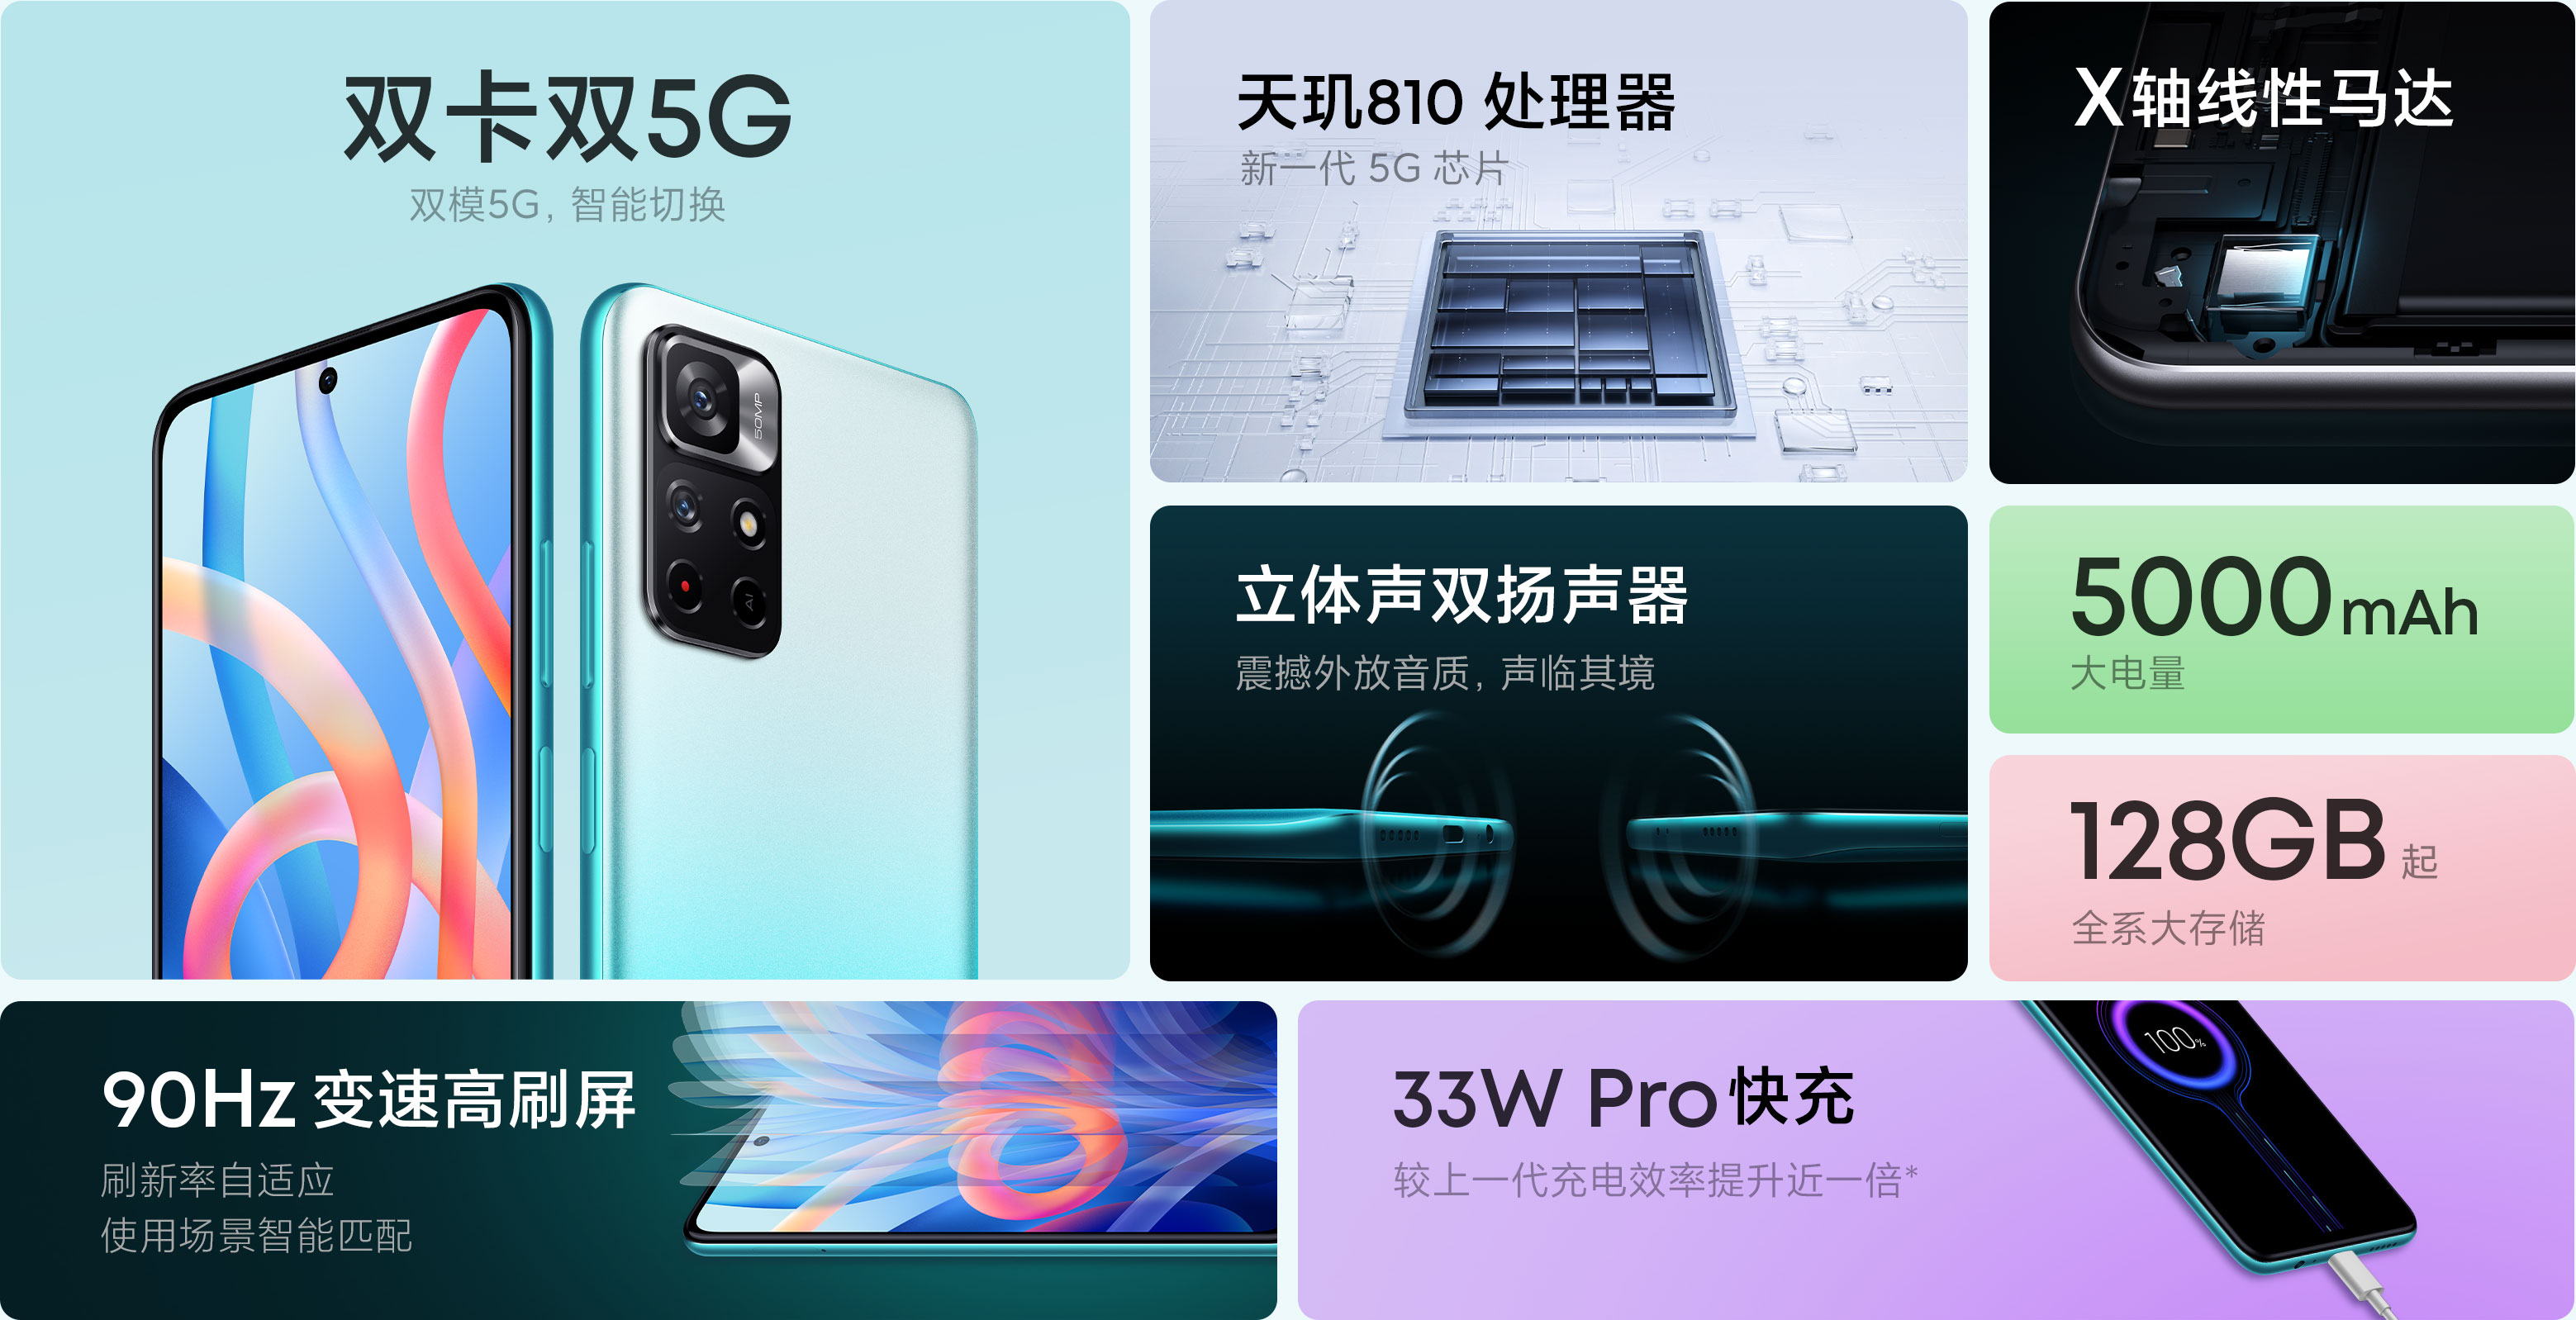 双卡双5G
双模5G，智能切换
50MP
AI
天玑810 处理器
新一代 5G 芯片
X轴线性马达
立体声双扬声器
震撼外放音质，声临其境
5000mAh
大电量
128GB 起
全系大存储
90Hz 变速高刷屏
刷新率自适应
使用场景智能匹配
33W Pro 快充
较上一代充电效率提升近一倍*
100%